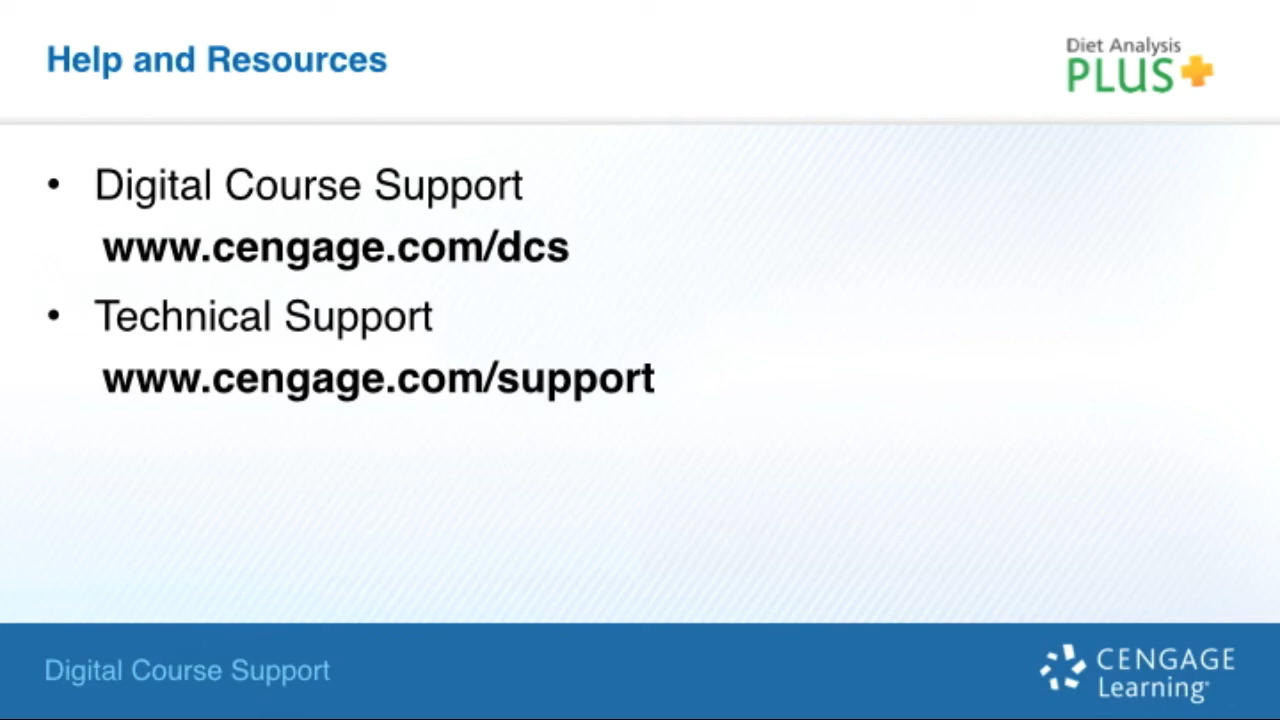 Help and Resources
Diet Analysis
PLUS
• Digital Course Support
www.cengage.com/dcs
• Technical Support
www.cengage.com/support
Digital Course Support
CENGAGE
Learning